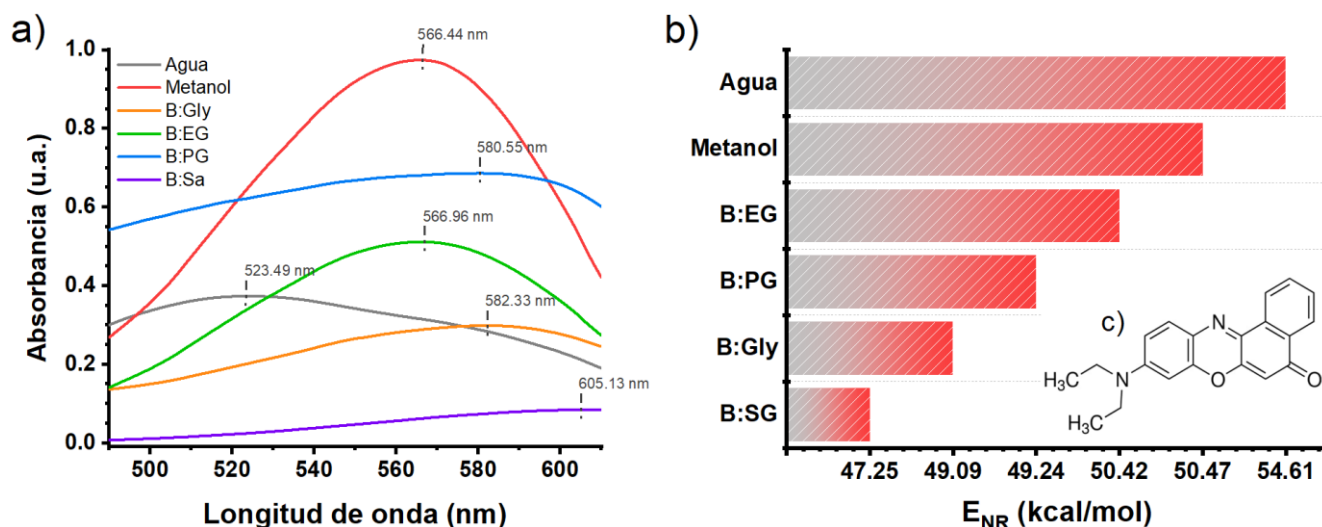 a)
Absorbancia (u.a.)
1.0
0.8
0.6
0.4
0.2
0.0
Agua
Metanol
B:Gly
B:EG
B:PG
B:Sa
566.44 nm
580.55 nm
566.96 nm
523.49 nm
582.33 nm
605.13 nm
500 520 540 560 580 600
Longitud de onda (nm)
b)
Agua
Metanol
B:EG
B:PG
B:Gly
B:SG
47.25 49.09 49.24 50.42 50.47 54.61
E_NR (kcal/mol)
c)
N
H₃C
N
O
O
H₃C